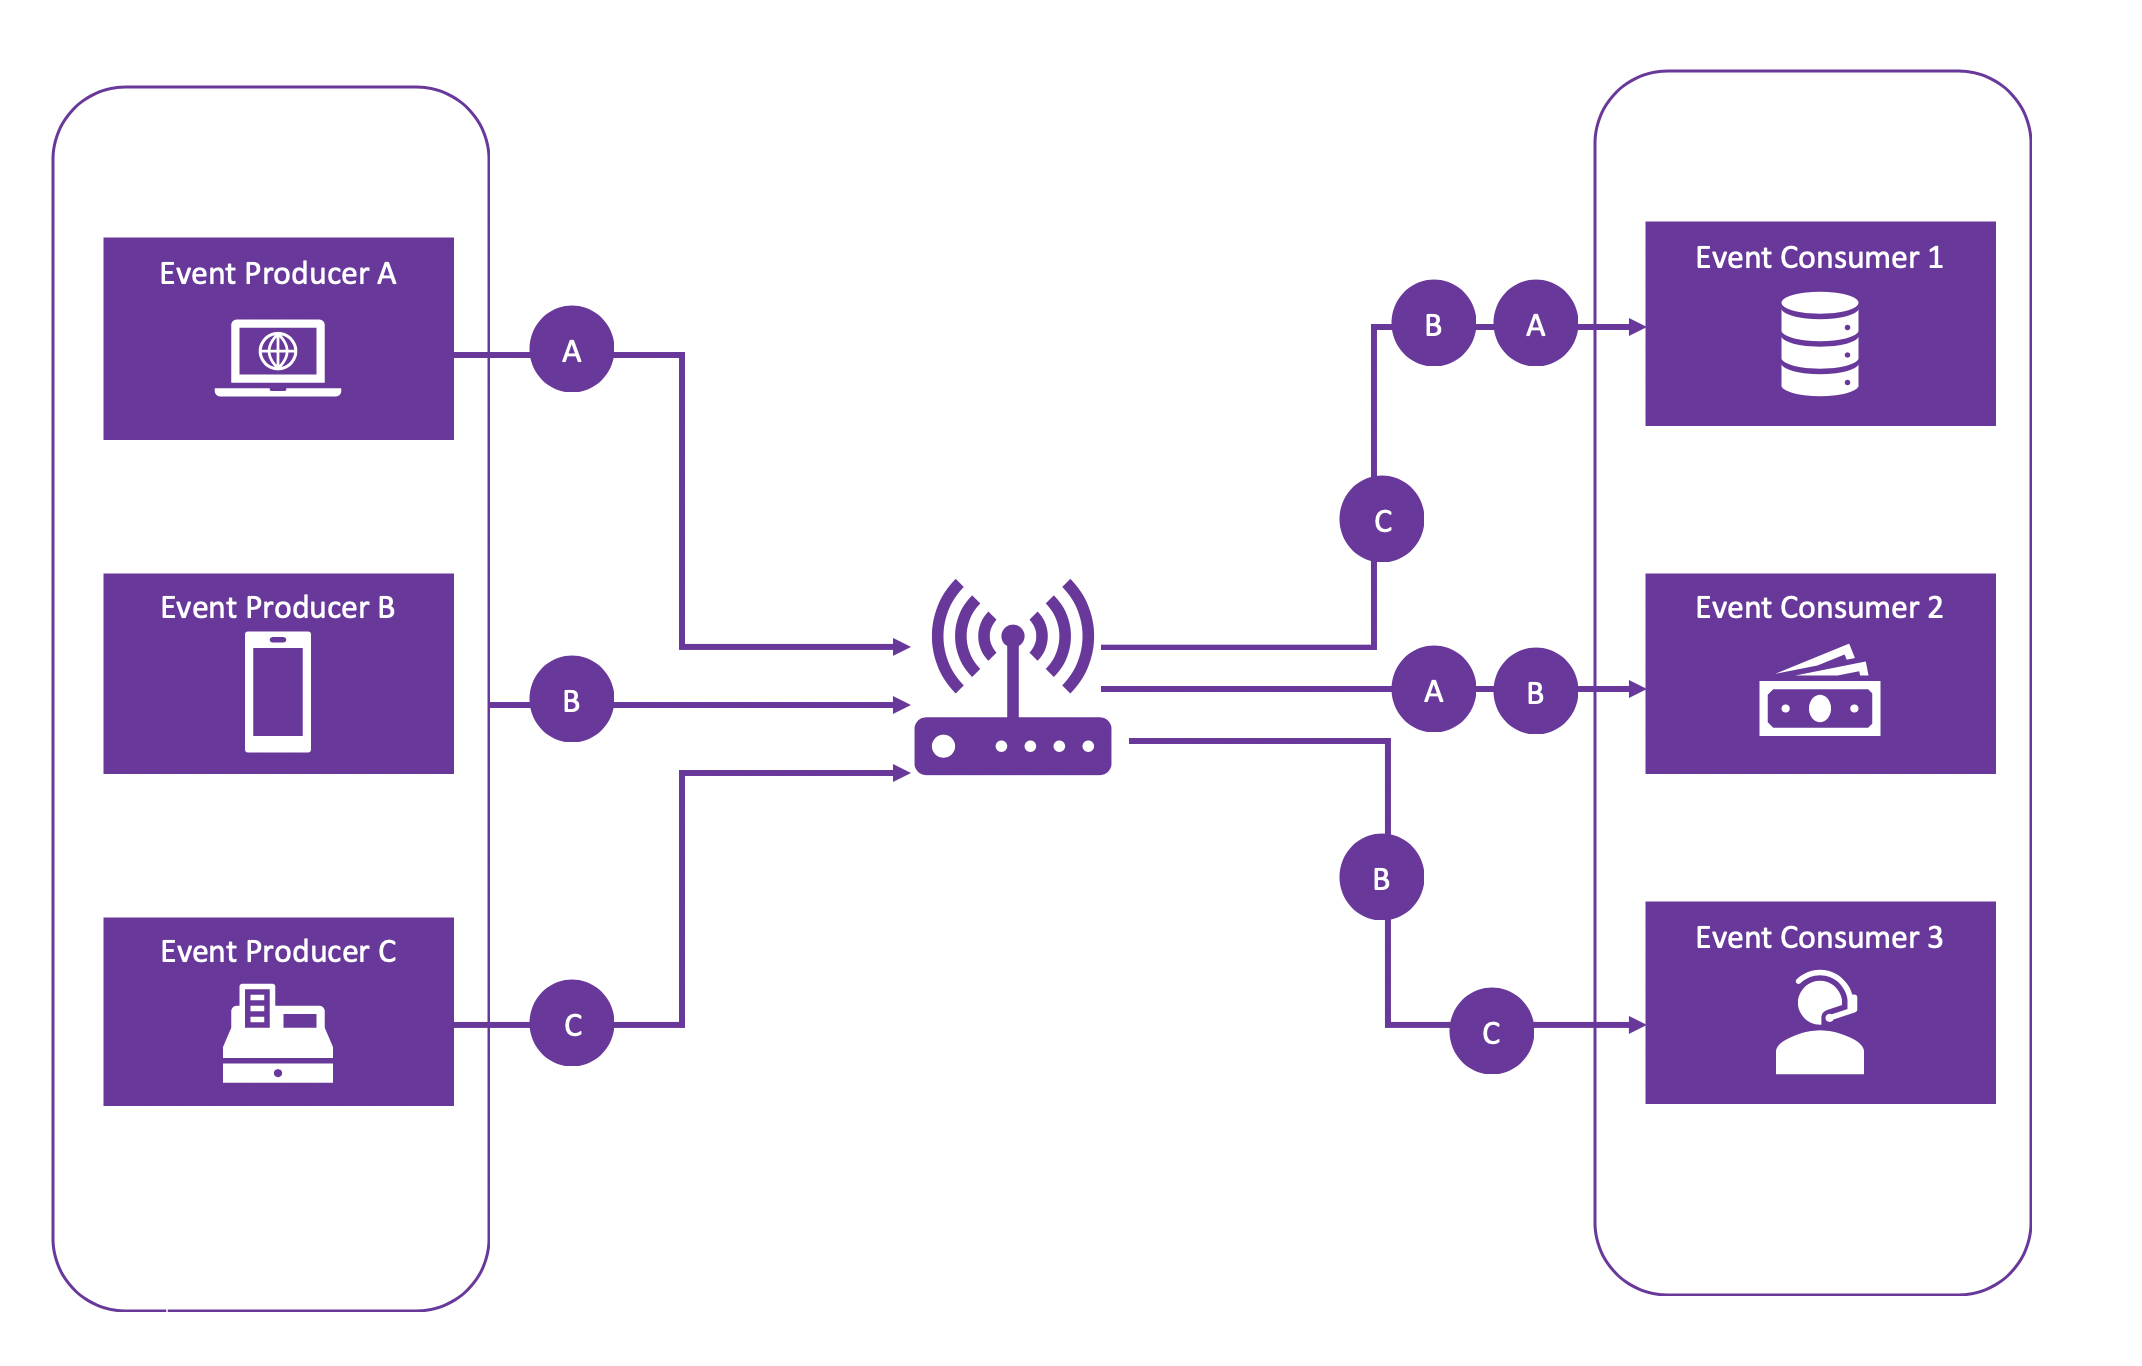 Event Producer A
A
Event Producer B
B
Event Producer C
C
B
A
C
A
B
B
C
Event Consumer 1
Event Consumer 2
Event Consumer 3